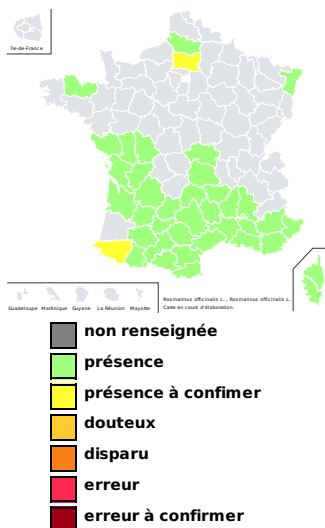 Île-de-France
Guadeloupe Martinique Guyane La Réunion Mayotte
Rosmarinus officinalis L.., Rosmarinus officinalis L.
Carte en cours d'élaboration.
non renseignée
présence
présence à confimer
douteux
disparu
erreur
erreur à confirmer